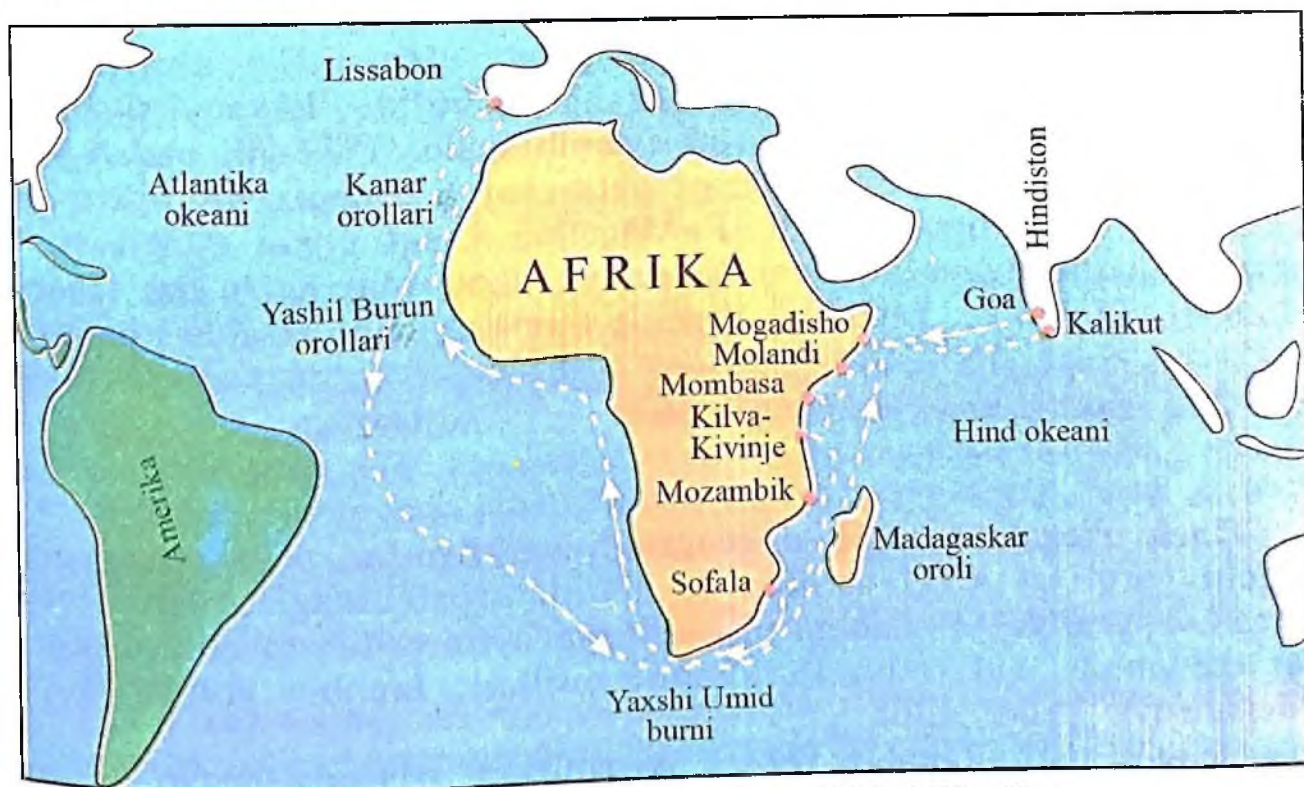 Lissabon
Atlantika
okeani
Kanar
orollari
Hindiston
AFRIKA
Yashil Burun
orollari
Mogadisho
Molandi
Mombasa
Kilva-
Kivinje
Mozambik
Sofala
Goa
Kalikut
Hind okeani
Amerika
Madagaskar
oroli
Yaxshi Umid
burni